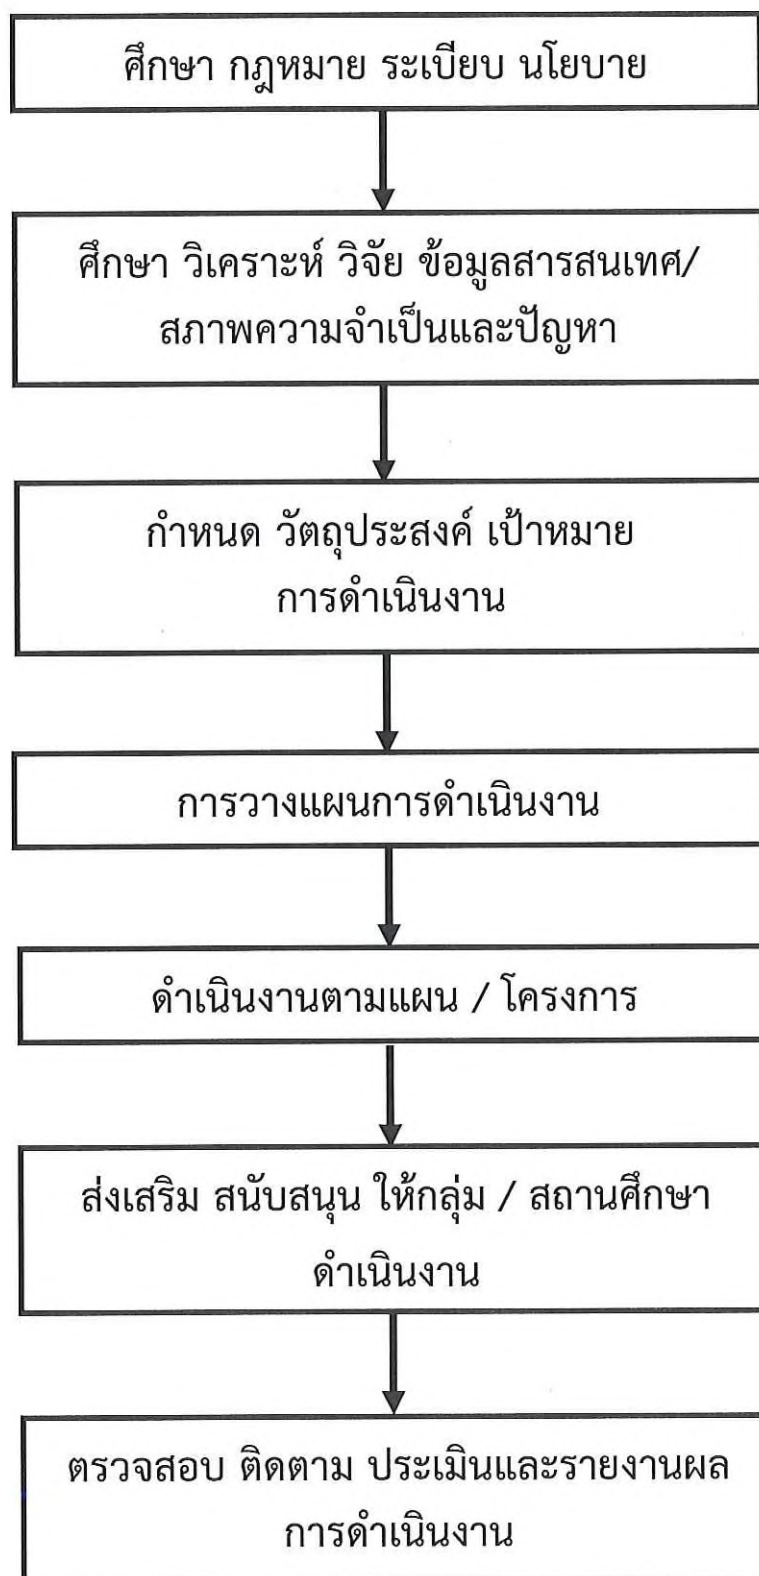 ศึกษา กฎหมาย ระเบียบ นโยบาย
ศึกษา วิเคราะห์ วิจัย ข้อมูลสารสนเทศ/
สภาพความจำเป็นและปัญหา
กำหนด วัตถุประสงค์ เป้าหมาย
การดำเนินงาน
การวางแผนการดำเนินงาน
ดำเนินงานตามแผน / โครงการ
ส่งเสริม สนับสนุน ให้กลุ่ม / สถานศึกษา
ดำเนินงาน
ตรวจสอบ ติดตาม ประเมินและรายงานผล
การดำเนินงาน